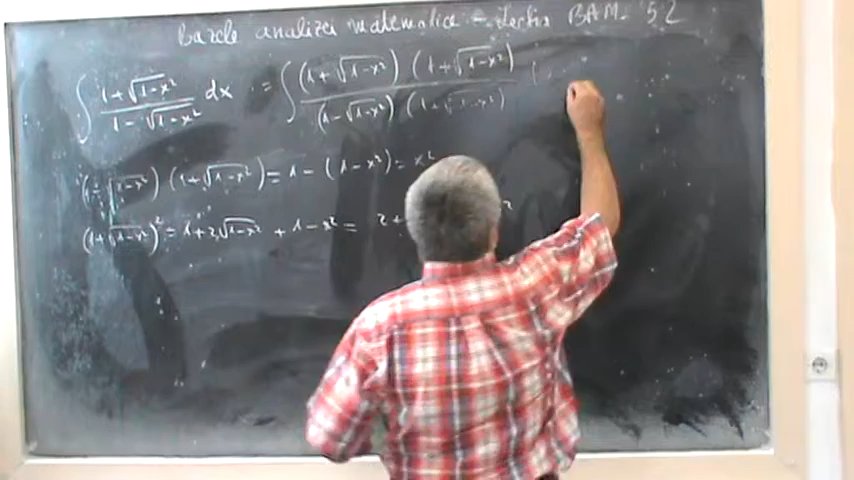 Bazele analizei matematice - Lectia BAM. 52
∫ (1+√(1-x²))/(1-√(1-x²)) dx = ∫ ((1+√(1-x²))(1+√(1-x²)))/((1-√(1-x²))(1+√(1-x²)))
(1-√(1-x²))(1+√(1-x²)) = 1-(1-x²) = x²
(1+√(1-x²))² = 1+2√(1-x²)+1-x² = 2+